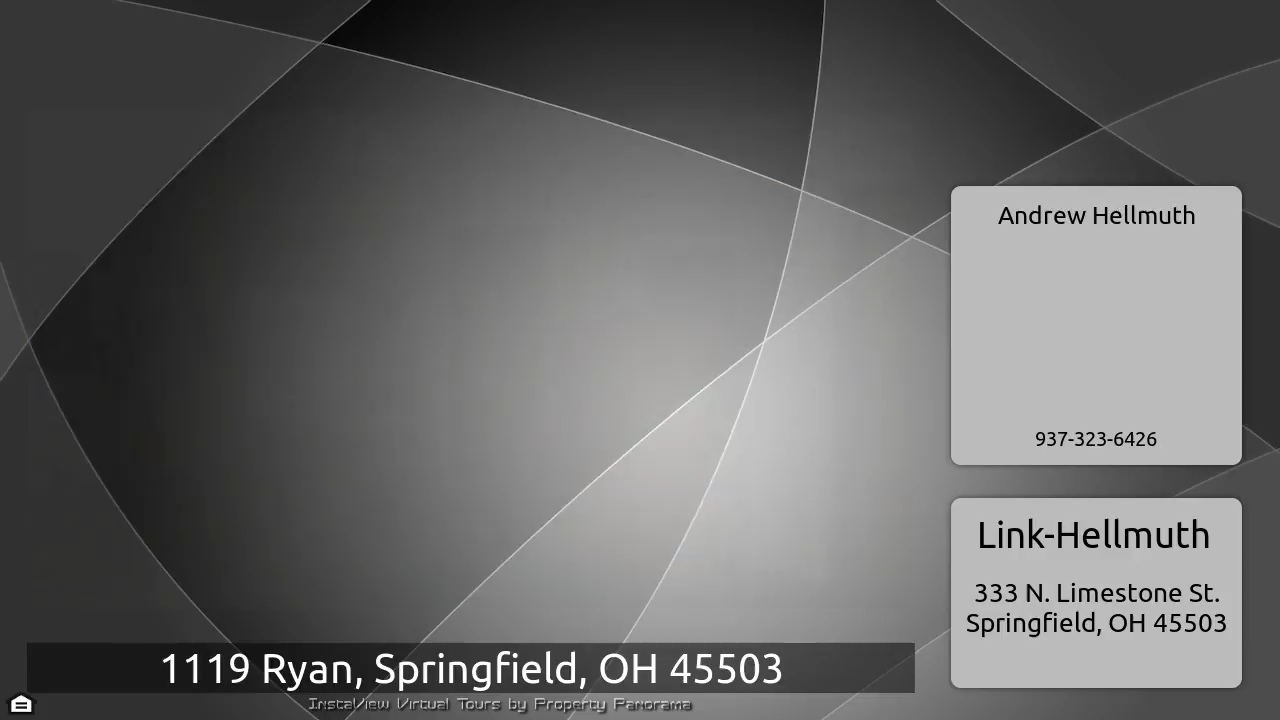 Andrew Hellmuth
937-323-6426
Link-Hellmuth
333 N. Limestone St.
Springfield, OH 45503
1119 Ryan, Springfield, OH 45503
InstaView Virtual Tours by Property Panorama